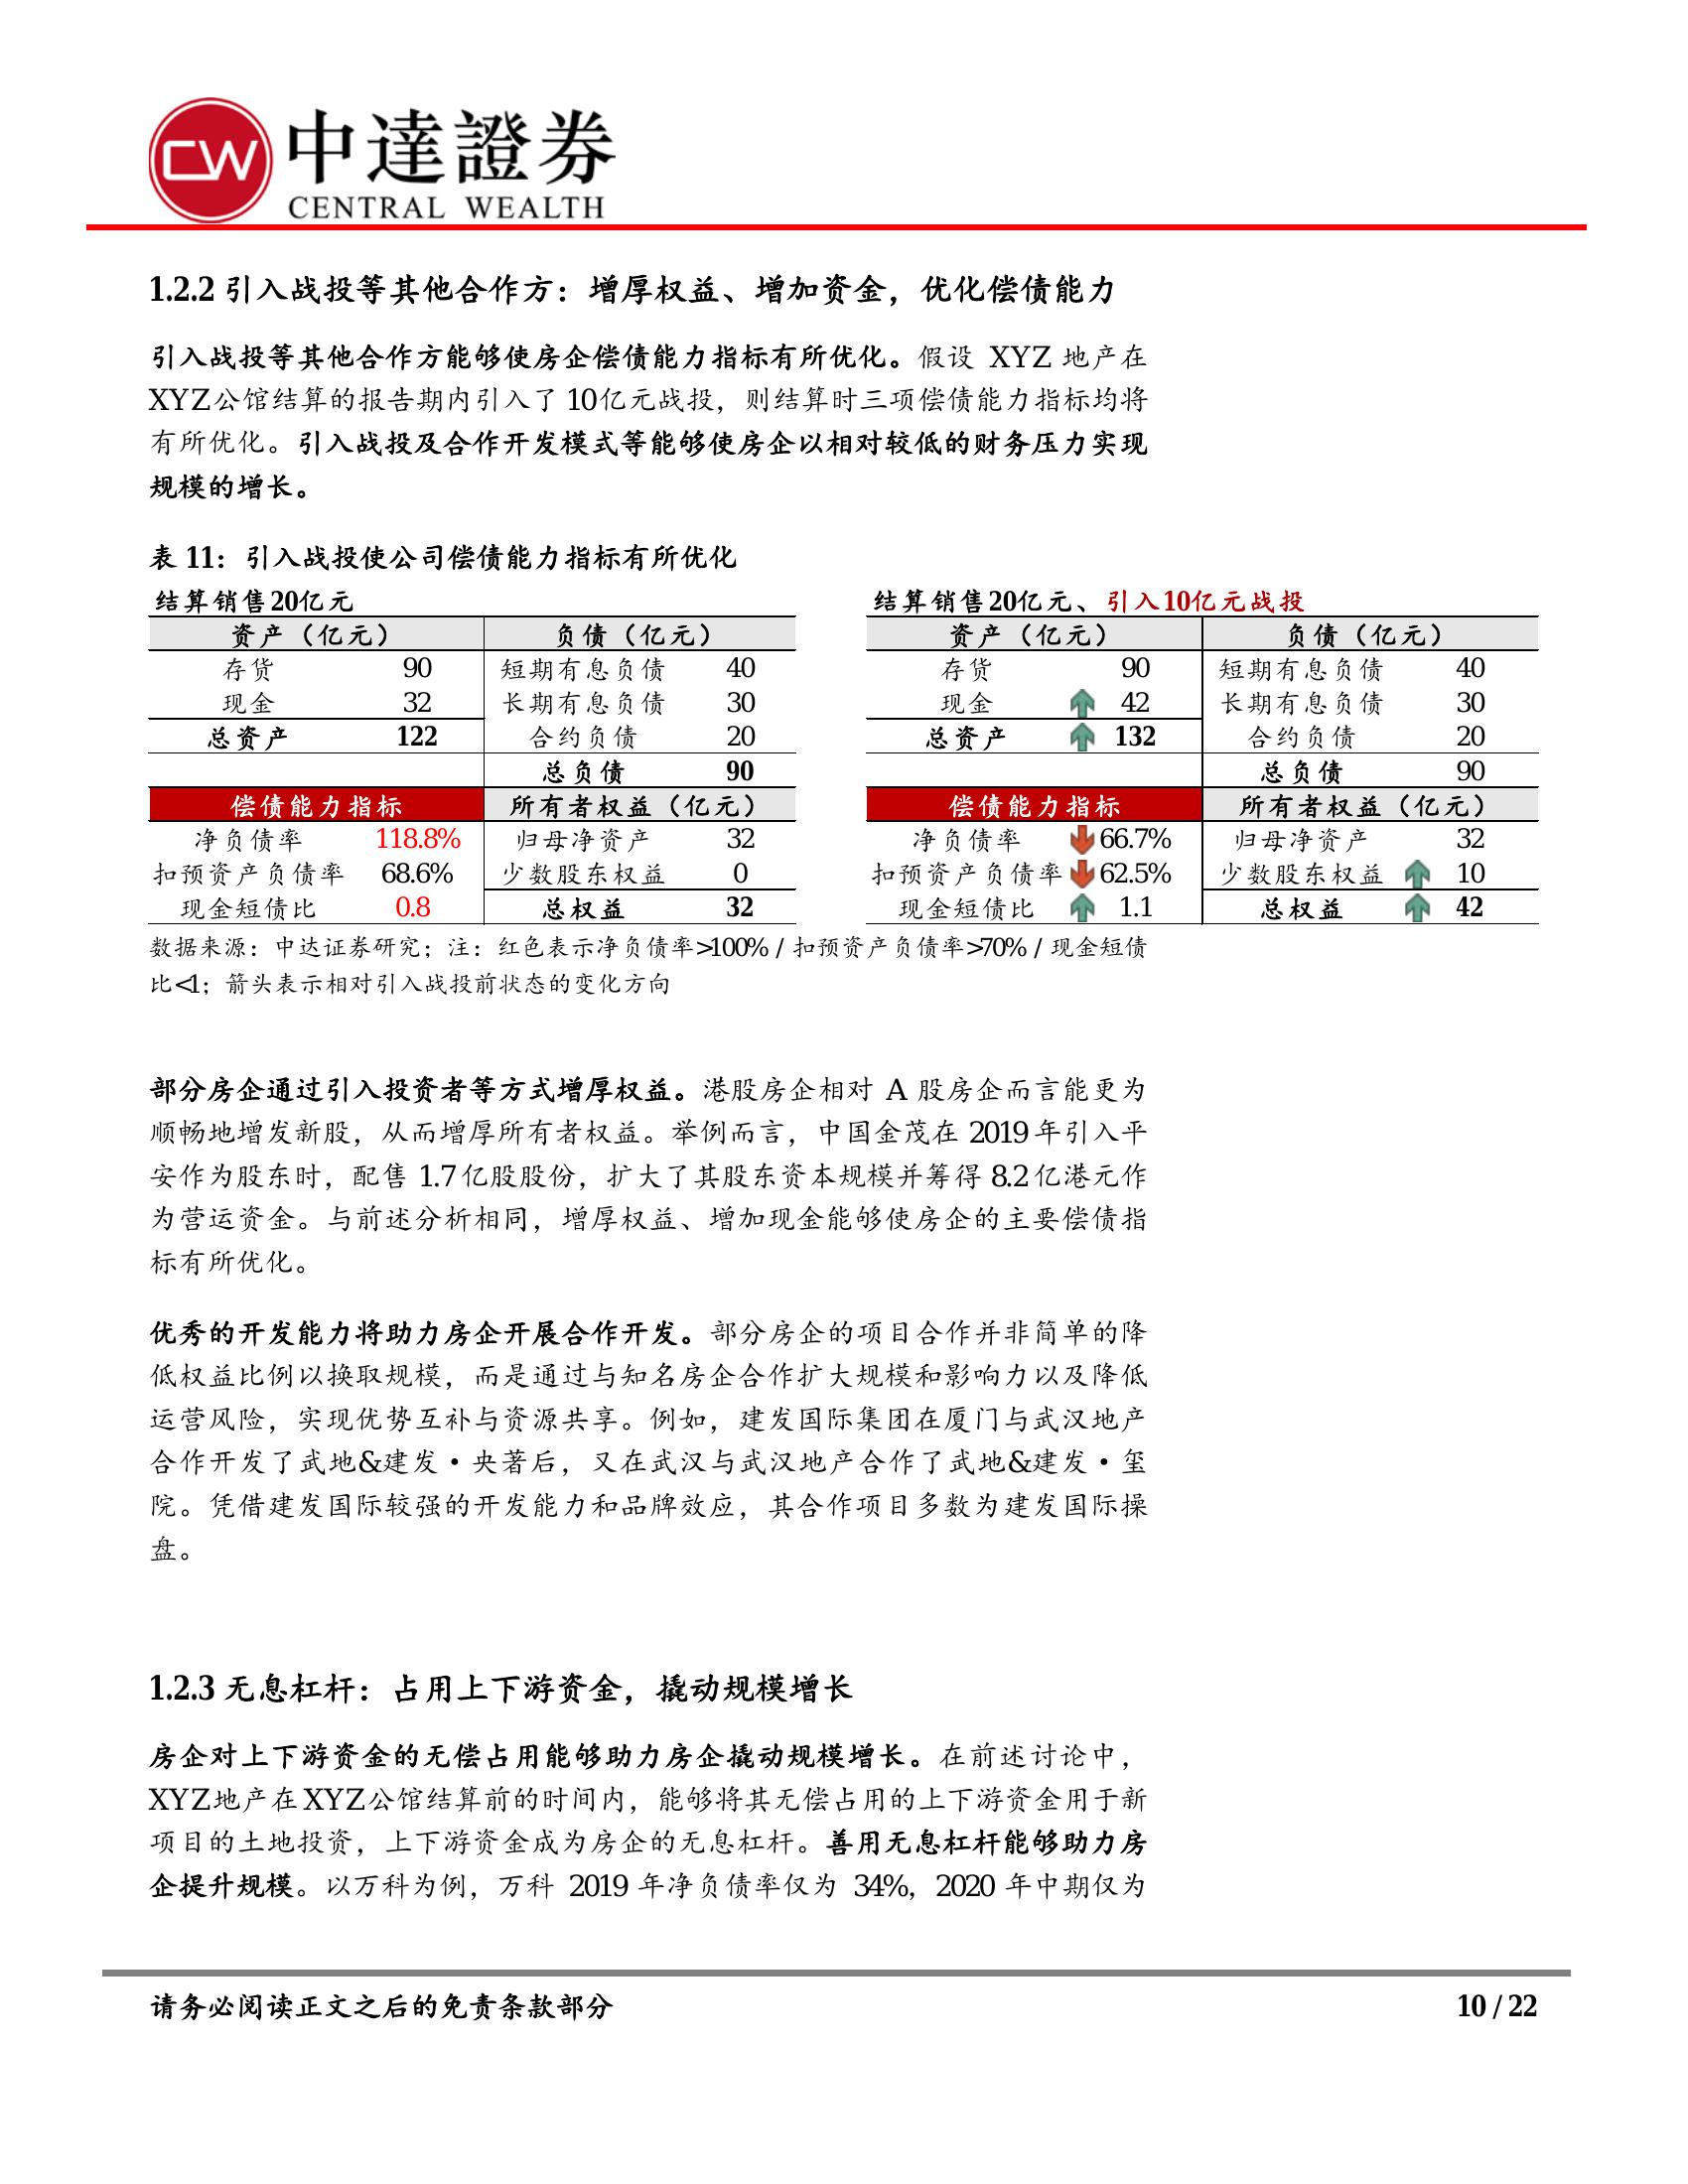 CW 中達證券
CENTRAL WEALTH
1.2.2 引入战投等其他合作方：增厚权益、增加资金，优化偿债能力
引入战投等其他合作方能够使房企偿债能力指标有所优化。假设 XYZ 地产在
XYZ公馆结算的报告期内引入了 10亿元战投，则结算时三项偿债能力指标均将
有所优化。引入战投及合作开发模式等能够使房企以相对较低的财务压力实现
规模的增长。
表 11：引入战投使公司偿债能力指标有所优化
结算销售20亿元
资产（亿元） 负债（亿元）
存货 90 短期有息负债 40
现金 32 长期有息负债 30
总资产 122 合约负债 20
总负债 90
偿债能力指标 所有者权益（亿元）
净负债率 118.8% 归母净资产 32
扣预资产负债率 68.6% 少数股东权益 0
现金短债比 0.8 总权益 32
结算销售20亿元、引入10亿元战投
资产（亿元） 负债（亿元）
存货 90 短期有息负债 40
现金 42 长期有息负债 30
总资产 132 合约负债 20
总负债 90
偿债能力指标 所有者权益（亿元）
净负债率 66.7% 归母净资产 32
扣预资产负债率 62.5% 少数股东权益 10
现金短债比 1.1 总权益 42
数据来源：中达证券研究；注：红色表示净负债率>100% / 扣预资产负债率>70% / 现金短债
比<1；箭头表示相对引入战投前状态的变化方向
部分房企通过引入投资者等方式增厚权益。港股房企相对 A 股房企而言能更为
顺畅地增发新股，从而增厚所有者权益。举例而言，中国金茂在 2019 年引入平
安作为股东时，配售 1.7 亿股股份，扩大了其股东资本规模并筹得 8.2 亿港元作
为营运资金。与前述分析相同，增厚权益、增加现金能够使房企的主要偿债指
标有所优化。
优秀的开发能力将助力房企开展合作开发。部分房企的项目合作并非简单的降
低权益比例以换取规模，而是通过与知名房企合作扩大规模和影响力以及降低
运营风险，实现优势互补与资源共享。例如，建发国际集团在厦门与武汉地产
合作开发了武地&建发·央著后，又在武汉与武汉地产合作了武地&建发·玺
院。凭借建发国际较强的开发能力和品牌效应，其合作项目多数为建发国际操
盘。
1.2.3 无息杠杆：占用上下游资金，撬动规模增长
房企对上下游资金的无偿占用能够助力房企撬动规模增长。在前述讨论中，
XYZ地产在XYZ公馆结算前的时间内，能够将其无偿占用的上下游资金用于新
项目的土地投资，上下游资金成为房企的无息杠杆。善用无息杠杆能够助力房
企提升规模。以万科为例，万科 2019 年净负债率仅为 34%，2020 年中期仅为
请务必阅读正文之后的免责条款部分 10 / 22